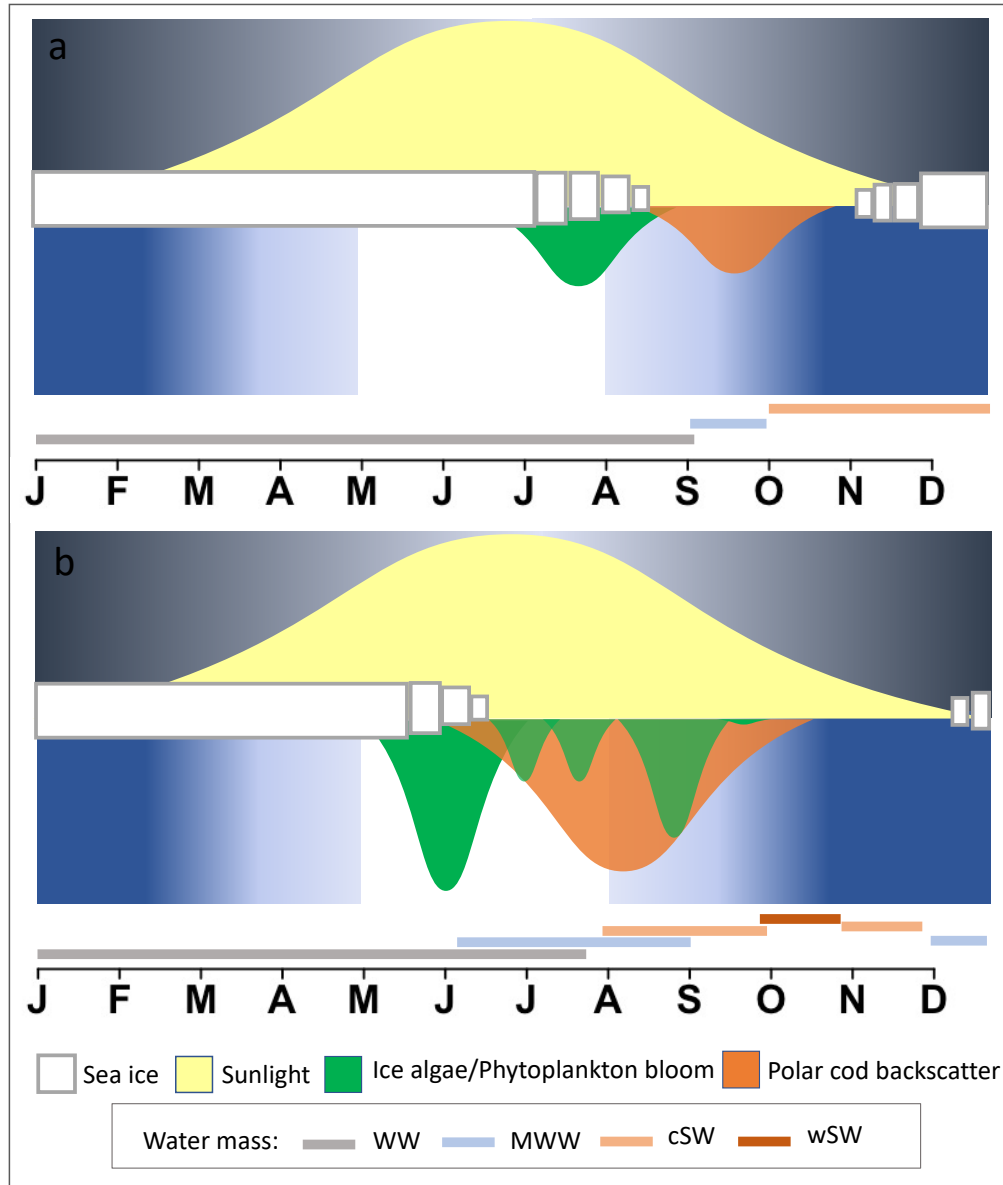 a
J F M A M J J A S O N D
b
J F M A M J J A S O N D
Sea ice Sunlight Ice algae/Phytoplankton bloom Polar cod backscatter
Water mass: WW MWW cSW wSW